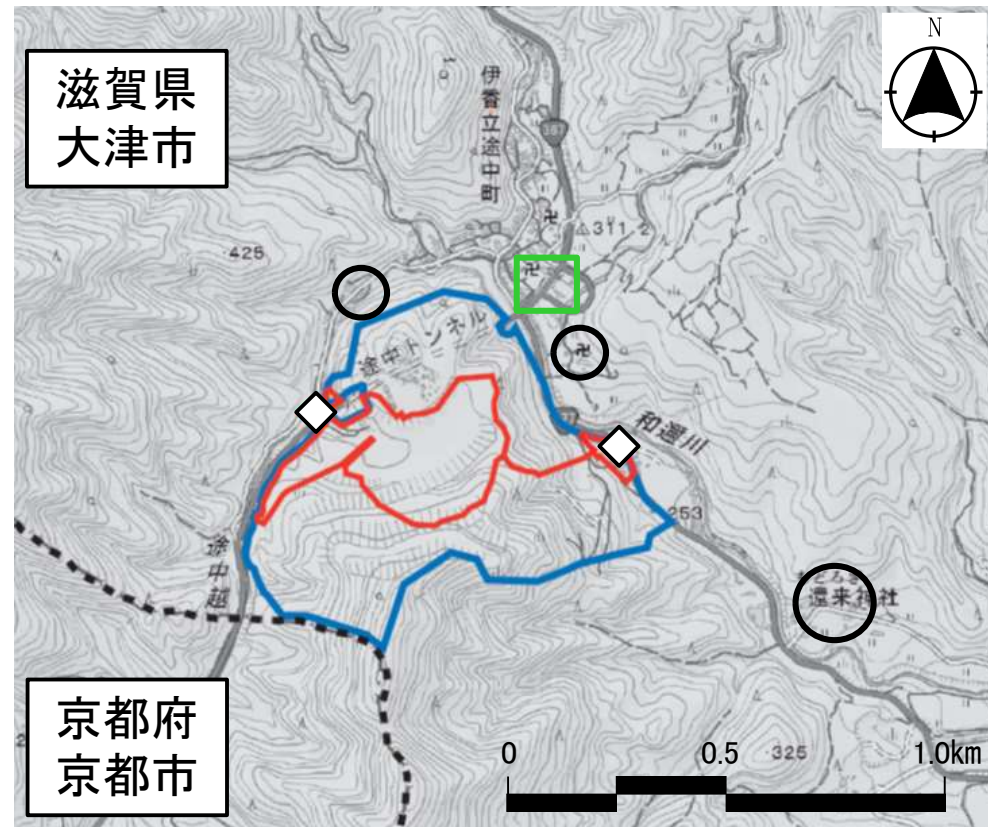 滋賀県
大津市
N
伊香立途中町
367
311.2
425
途中トンネル
和邇川
253
途中越
還来神社
京都府
京都市
0 0.5 1.0km
325